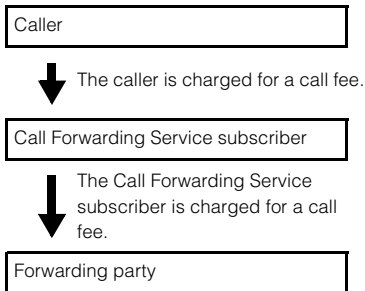 Caller
The caller is charged for a call fee.
Call Forwarding Service subscriber
The Call Forwarding Service
subscriber is charged for a call
fee.
Forwarding party